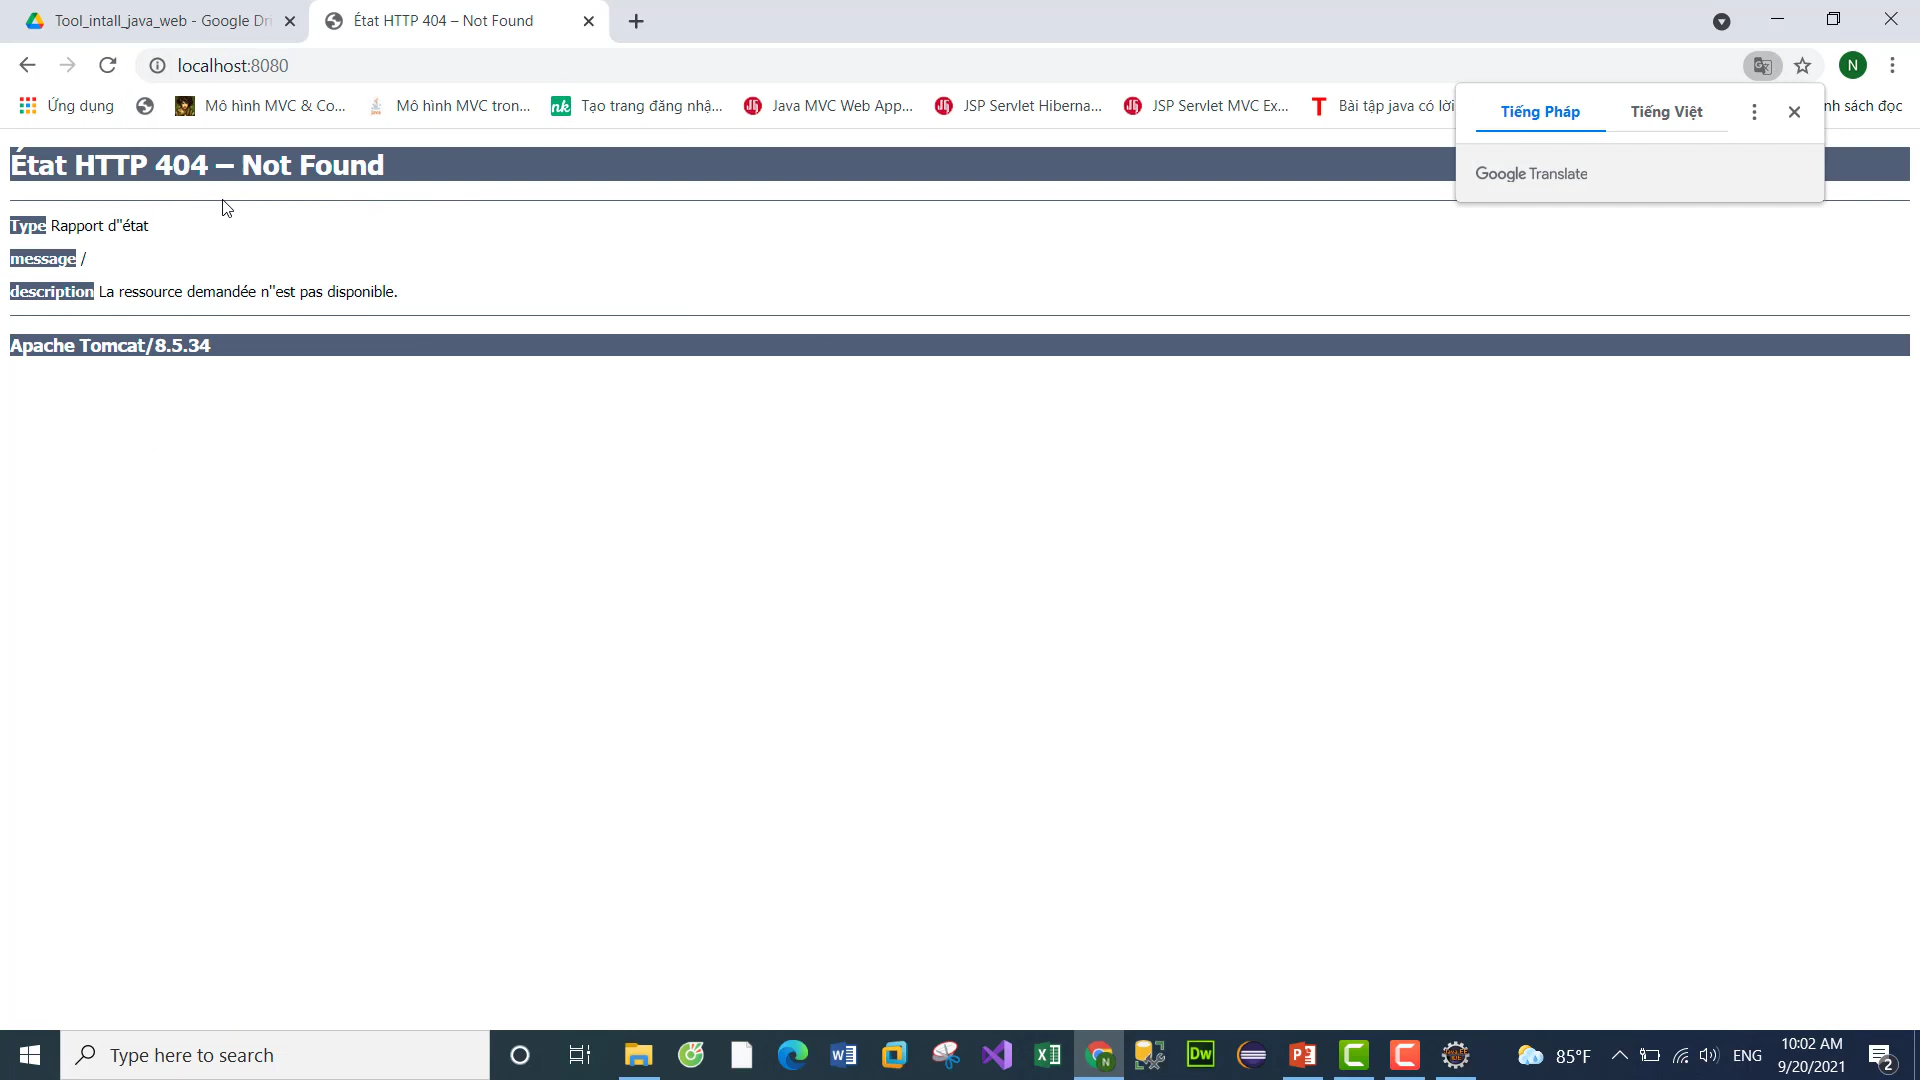 Tool_intall_java_web - Google Dri
État HTTP 404 – Not Found
localhost:8080
Ứng dụng
Mô hình MVC & Co...
Mô hình MVC tron...
nk
Tạo trang đăng nhậ...
Java MVC Web App...
JSP Servlet Hiberna...
JSP Servlet MVC Ex...
T
Bài tập java có lời
nh sách đọc
N
Tiếng Pháp
Tiếng Việt
Google Translate
État HTTP 404 – Not Found
Type Rapport d''état
message /
description La ressource demandée n''est pas disponible.
Apache Tomcat/8.5.34
Type here to search
Dw
85°F
ENG
10:02 AM
9/20/2021
2